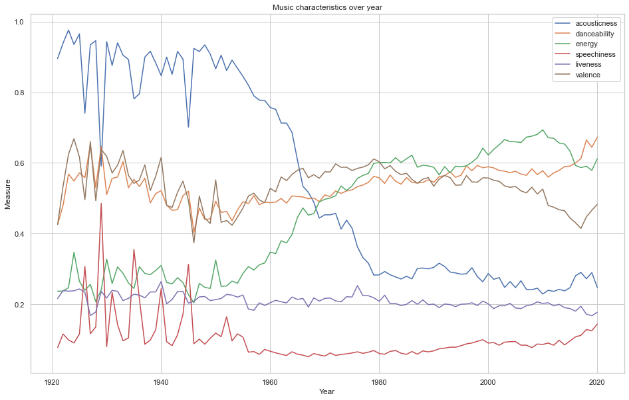 Music characteristics over year
acousticness
danceability
energy
speechiness
liveness
valence
1.0
0.8
0.6
0.4
0.2
Measure
1920
1940
1960
1980
2000
2020
Year